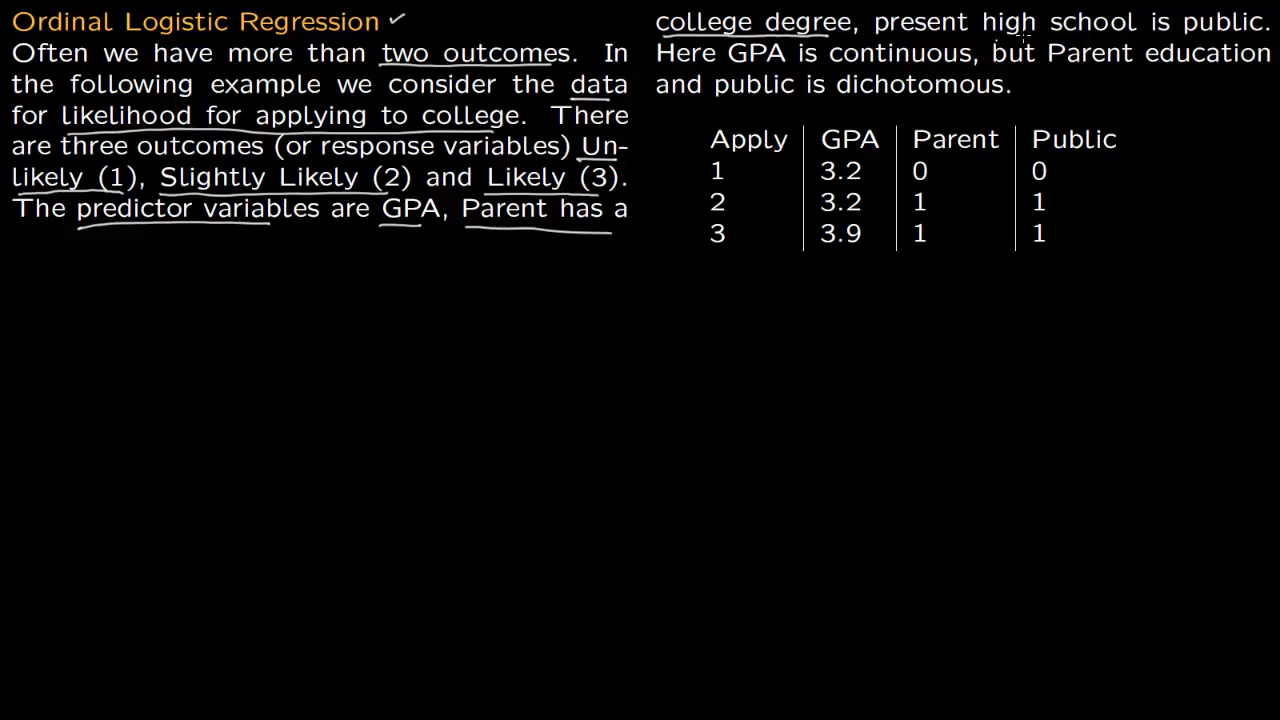 Ordinal Logistic Regression
Often we have more than two outcomes. In
the following example we consider the data
for likelihood for applying to college. There
are three outcomes (or response variables) Un-
likely (1), Slightly Likely (2) and Likely (3).
The predictor variables are GPA, Parent has a
college degree, present high school is public.
Here GPA is continuous, but Parent education
and public is dichotomous.
Apply GPA Parent Public
1 3.2 0 0
2 3.2 1 1
3 3.9 1 1